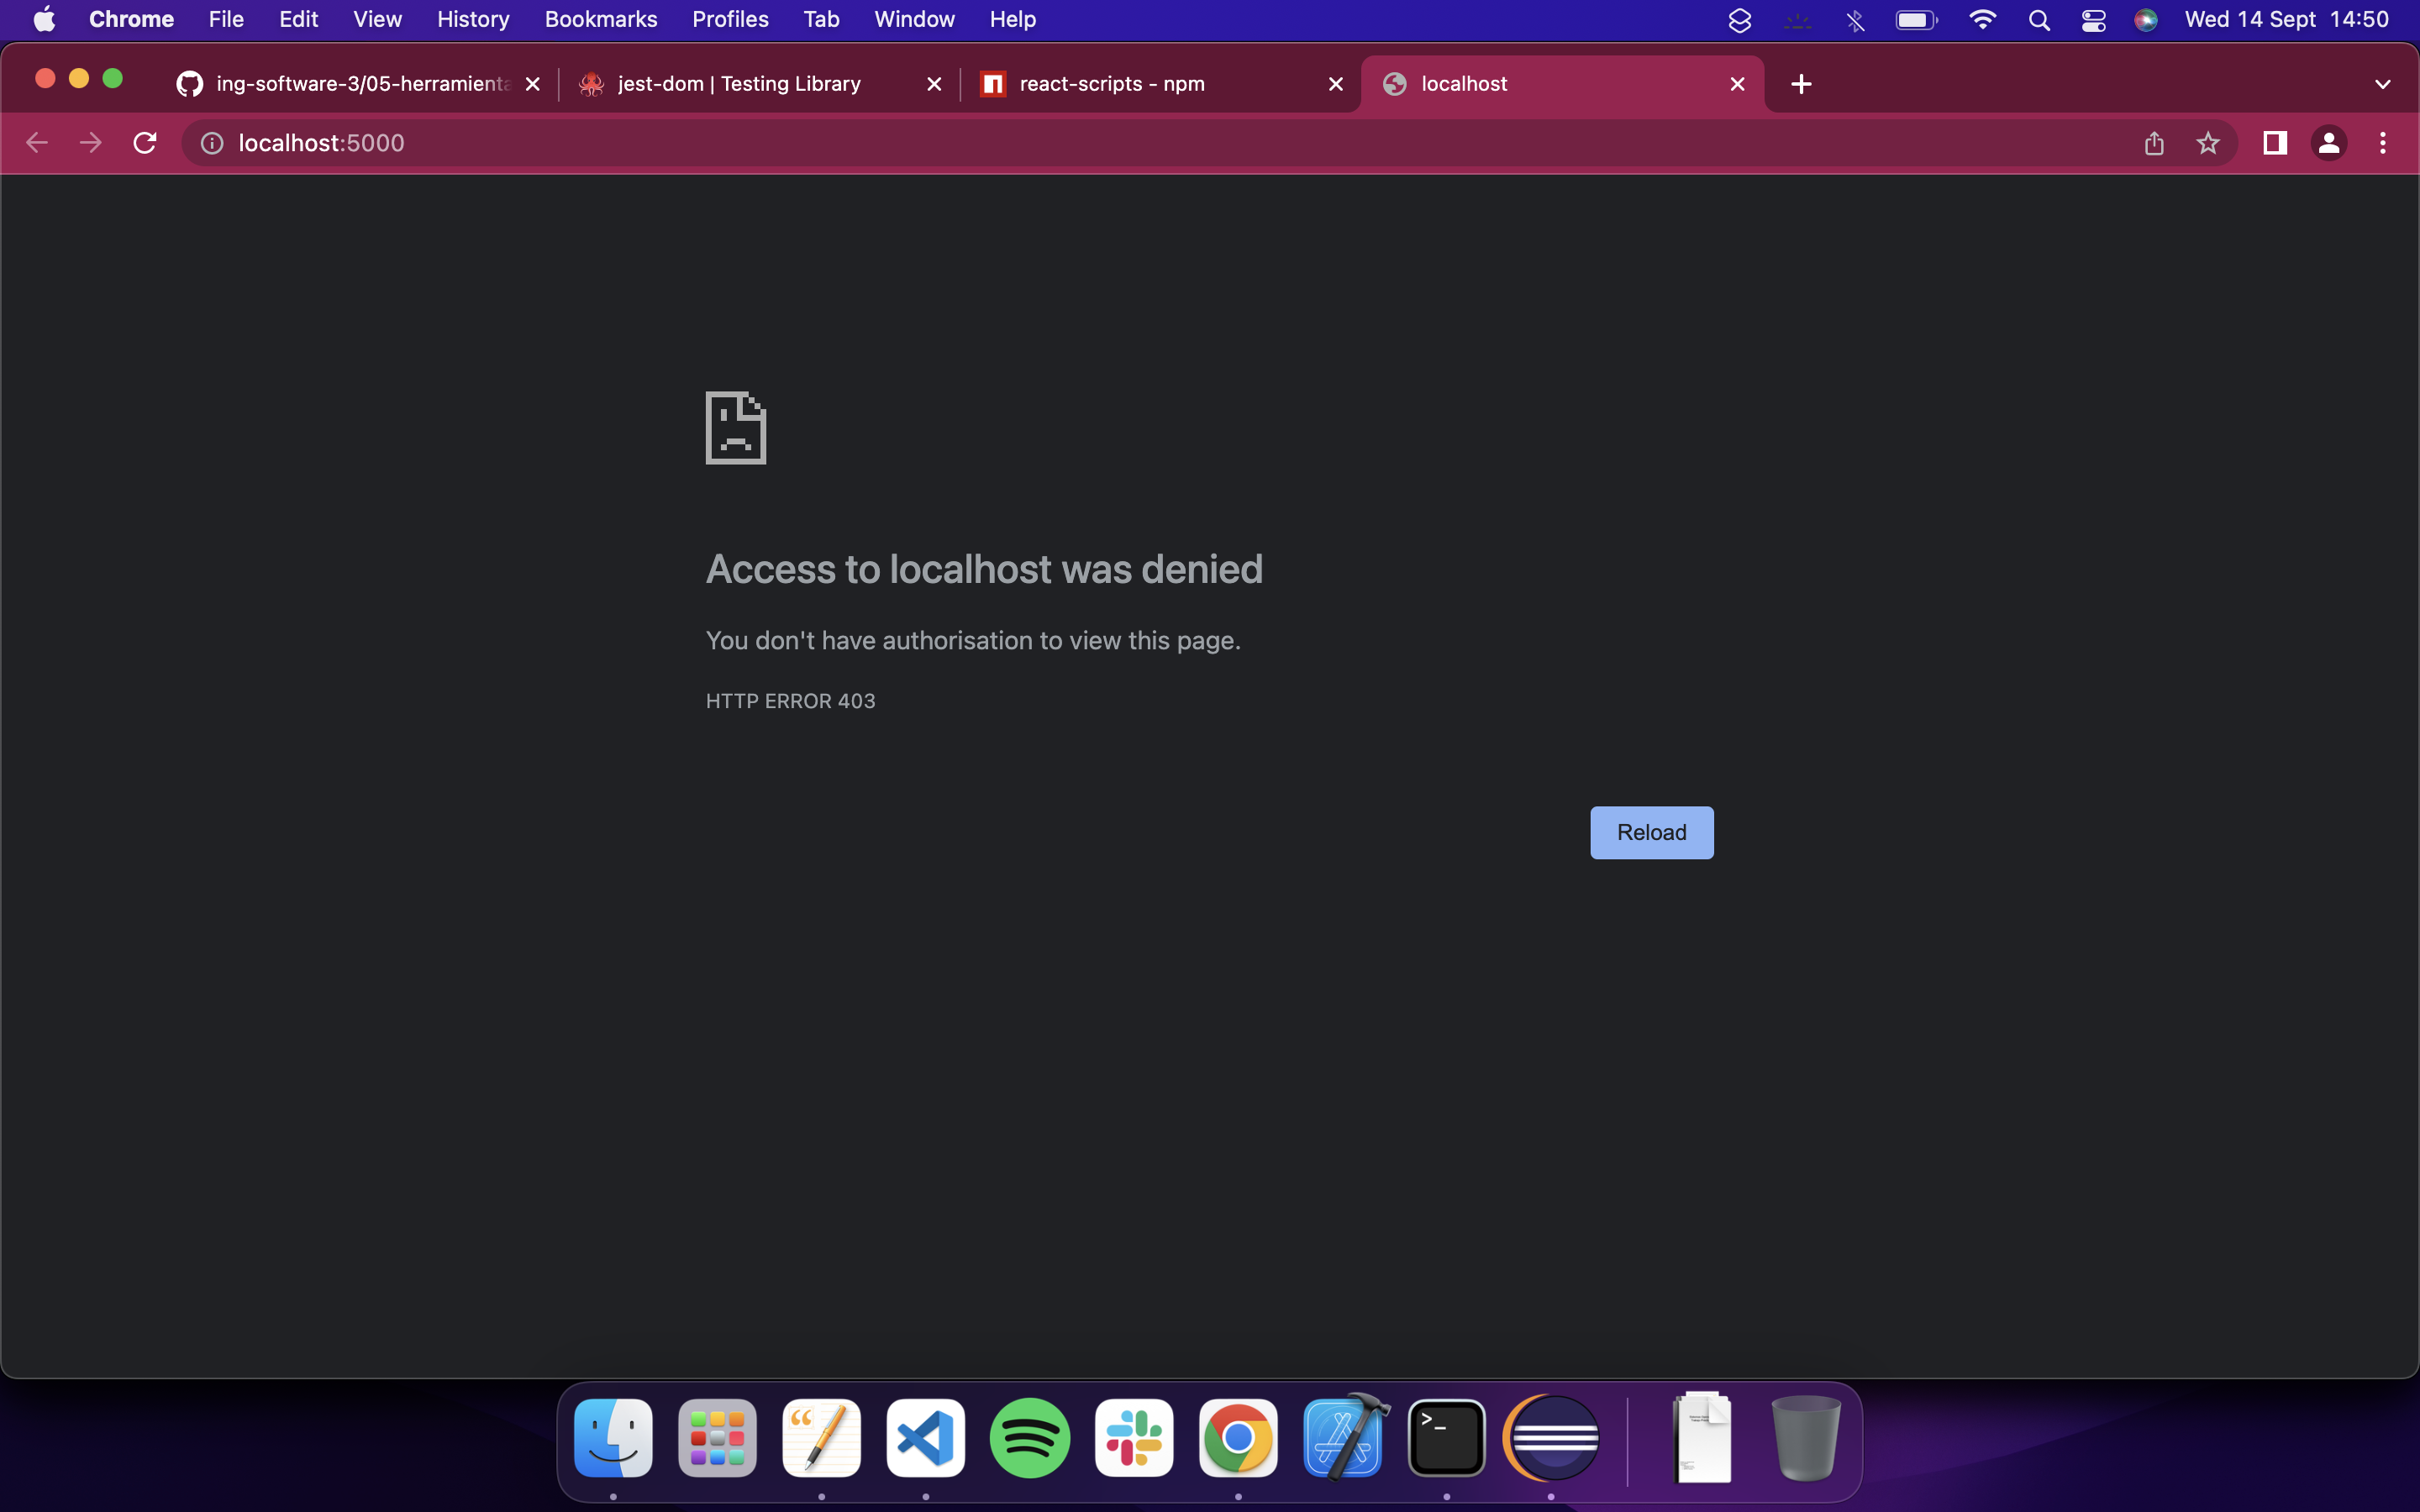 Chrome File Edit View History Bookmarks Profiles Tab Window Help Wed 14 Sept 14:50
ing-software-3/05-herramienta jest-dom | Testing Library react-scripts - npm localhost
localhost:5000
Access to localhost was denied
You don't have authorisation to view this page.
HTTP ERROR 403
Reload